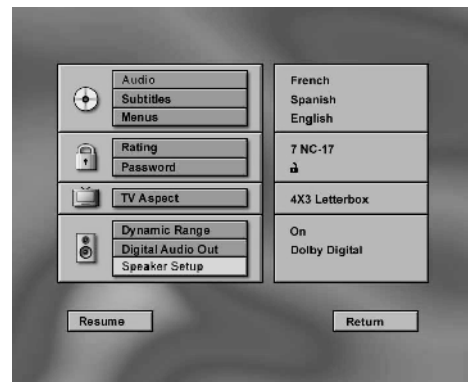 Audio French
Subtitles Spanish
Menus English
Rating 7 NC-17
Password
TV Aspect 4X3 Letterbox
Dynamic Range On
Digital Audio Out Dolby Digital
Speaker Setup
Resume Return